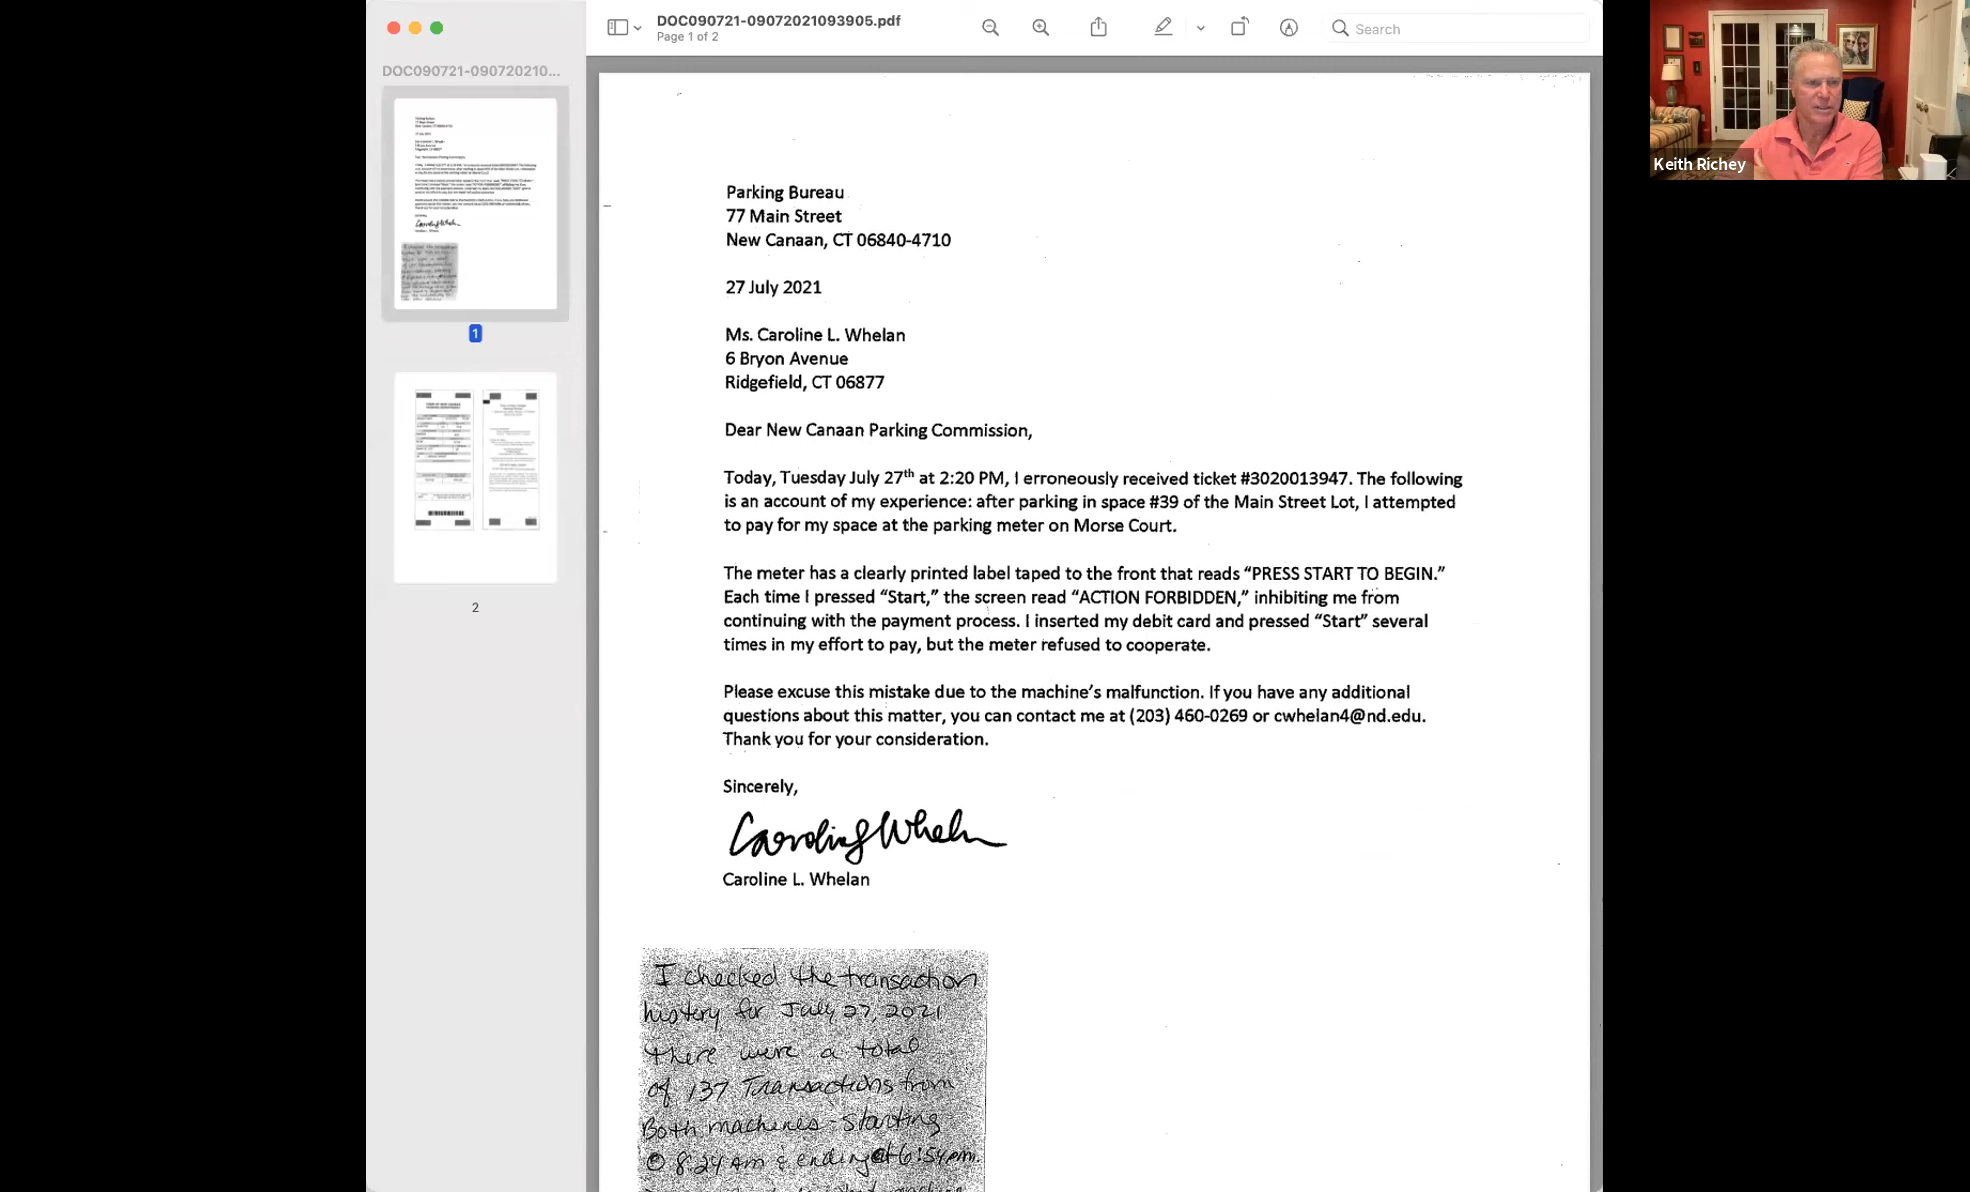 DOC090721-09072021093905.pdf
Page 1 of 2
Search
DOC090721-090720210...
1
2
Keith Richey
Parking Bureau
77 Main Street
New Canaan, CT 06840-4710
27 July 2021
Ms. Caroline L. Whelan
6 Bryon Avenue
Ridgefield, CT 06877
Dear New Canaan Parking Commission,
Today, Tuesday July 27th at 2:20 PM, I erroneously received ticket #3020013947. The following
is an account of my experience: after parking in space #39 of the Main Street Lot, I attempted
to pay for my space at the parking meter on Morse Court.
The meter has a clearly printed label taped to the front that reads “PRESS START TO BEGIN.”
Each time I pressed “Start,” the screen read “ACTION FORBIDDEN,” inhibiting me from
continuing with the payment process. I inserted my debit card and pressed “Start” several
times in my effort to pay, but the meter refused to cooperate.
Please excuse this mistake due to the machine’s malfunction. If you have any additional
questions about this matter, you can contact me at (203) 460-0269 or cwhelan4@nd.edu.
Thank you for your consideration.
Sincerely,
Caroline Whelan
Caroline L. Whelan
I checked the transaction
history for July 27, 2021
there were a total
of 137 Transactions from
Both machines - starting
@ 8:24 Am & ending at 6:54 pm.